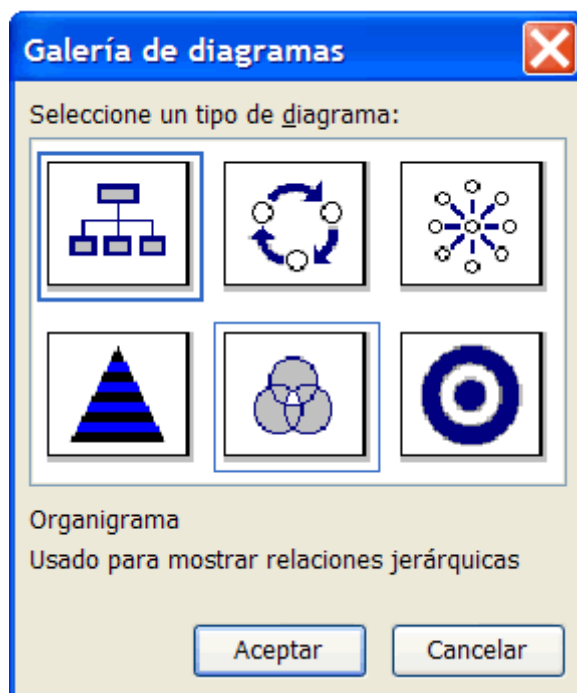 Galería de diagramas
Seleccione un tipo de diagrama:
Organigrama
Usado para mostrar relaciones jerárquicas
Aceptar
Cancelar